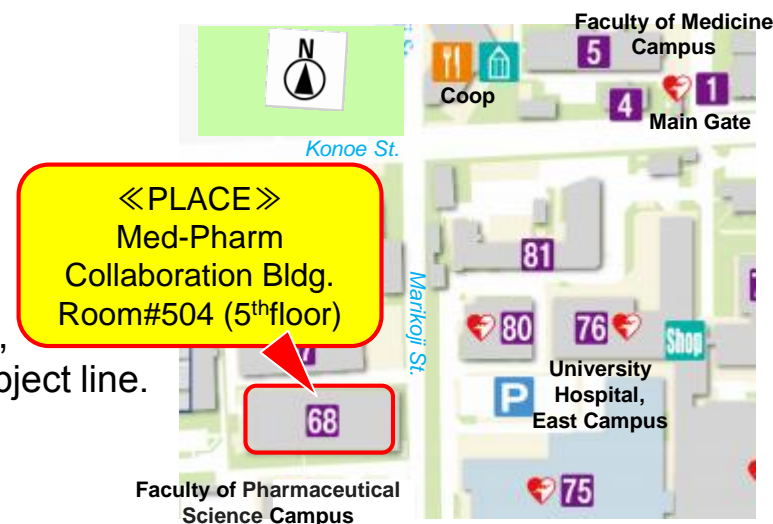 Faculty of Medicine
Campus
5
N
Coop
4
1
Main Gate
Konoe St.
≪PLACE≫
Med-Pharm
Collaboration Bldg.
Room#504 (5thfloor)
,
bject line.
Marikoji St.
81
80
76
Shop
University
Hospital,
East Campus
P
68
75
Faculty of Pharmaceutical
Science Campus